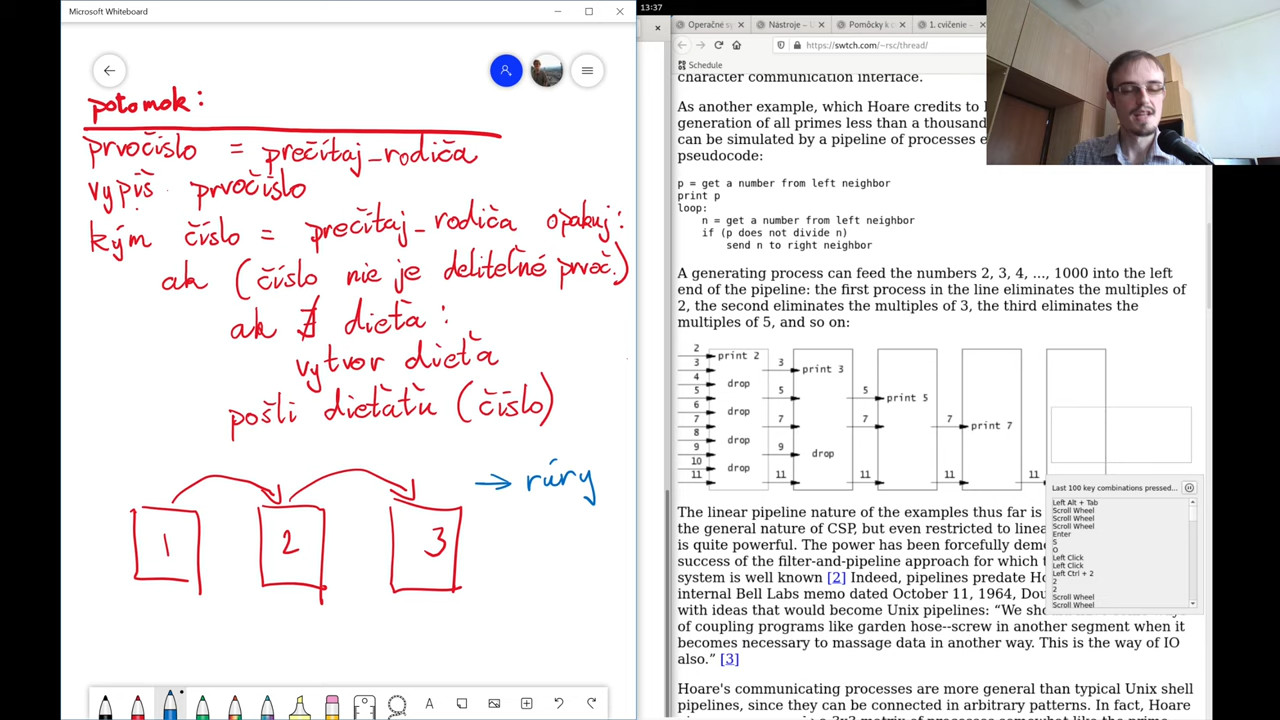 Microsoft Whiteboard
potomok:
prvočíslo = prečítaj_rodiča
vypíš prvočíslo
kým číslo = prečítaj_rodiča opakuj:
ak (číslo nie je deliteľné prvoč.)
ak ∄ dieťa:
vytvor dieťa
pošli dieťaťu (číslo)
→ rúry
1 2 3
13:37
Operačné sy
Nástroje –
Pomôcky k
1. cvičenie –
https://swtch.com/~rsc/thread/
Schedule
character communication interface.
As another example, which Hoare credits to
generation of all primes less than a thousand
can be simulated by a pipeline of processes e
pseudocode:
p = get a number from left neighbor
print p
loop:
n = get a number from left neighbor
if (p does not divide n)
send n to right neighbor
A generating process can feed the numbers 2, 3, 4, ..., 1000 into the left
end of the pipeline: the first process in the line eliminates the multiples of
2, the second eliminates the multiples of 3, the third eliminates the
multiples of 5, and so on:
2
3 print 2 3 print 3
4 drop
5 5 5 print 5
6 drop
7 7 7 7 print 7
8 drop
9 9 drop
10 drop
11 11 11 11 11
The linear pipeline nature of the examples thus far is
the general nature of CSP, but even restricted to linea
is quite powerful. The power has been forcefully demo
success of the filter-and-pipeline approach for which t
system is well known [2] Indeed, pipelines predate Ho
internal Bell Labs memo dated October 11, 1964, Dou
with ideas that would become Unix pipelines: “We sho
of coupling programs like garden hose--screw in another segment when it
becomes necessary to massage data in another way. This is the way of IO
also.” [3]
Hoare's communicating processes are more general than typical Unix shell
pipelines, since they can be connected in arbitrary patterns. In fact, Hoare
Last 100 key combinations pressed...
Left Alt + Tab
Scroll Wheel
Scroll Wheel
Scroll Wheel
Enter
5
O
Left Click
Left Click
Left Ctrl + 2
2
2
Scroll Wheel
Scroll Wheel